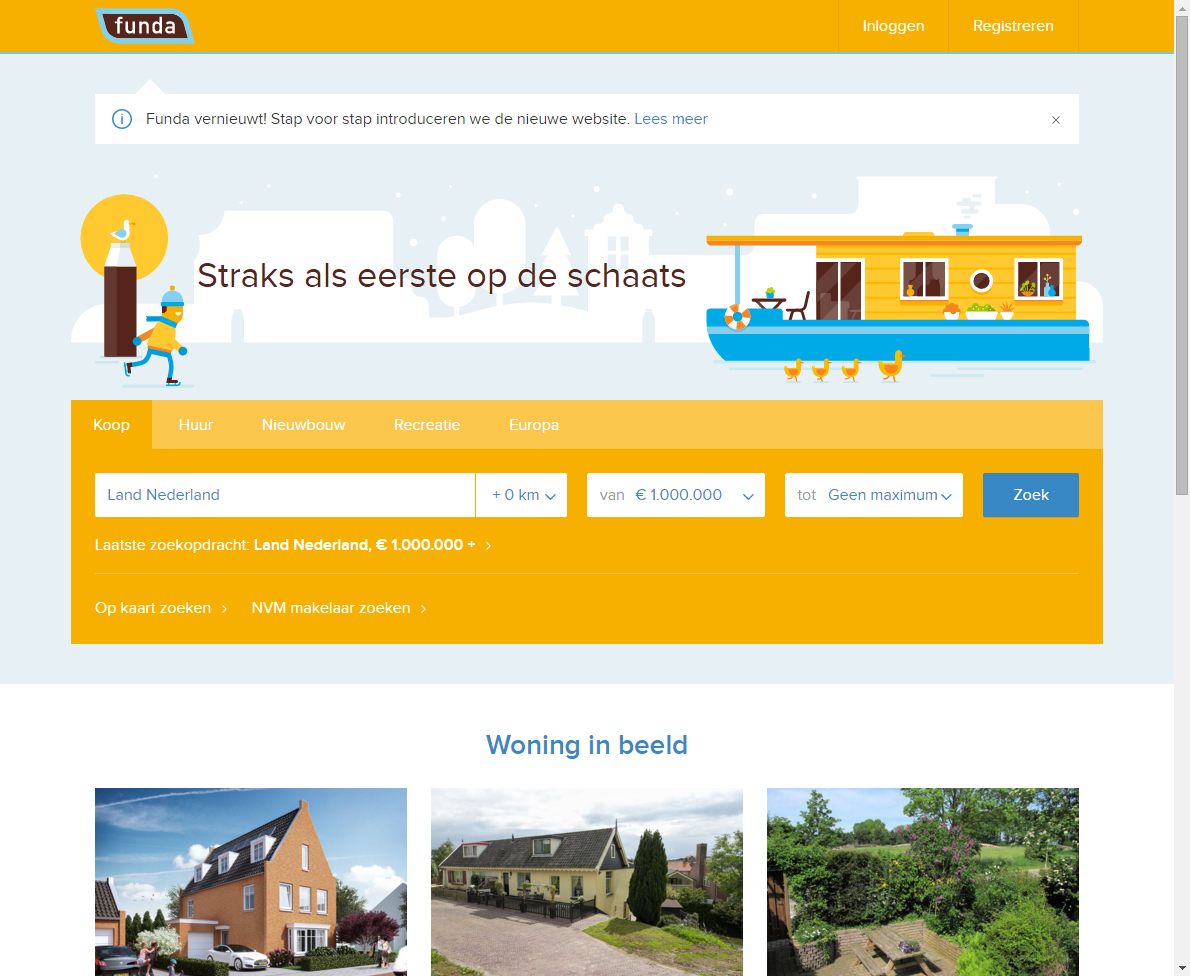 funda
Inloggen
Registreren
Funda vernieuwt! Stap voor stap introduceren we de nieuwe website. Lees meer
Straks als eerste op de schaats
Koop
Huur
Nieuwbouw
Recreatie
Europa
Land Nederland
+ 0 km
van € 1.000.000
tot Geen maximum
Zoek
Laatste zoekopdracht: Land Nederland, € 1.000.000 +
Op kaart zoeken
NVM makelaar zoeken
Woning in beeld